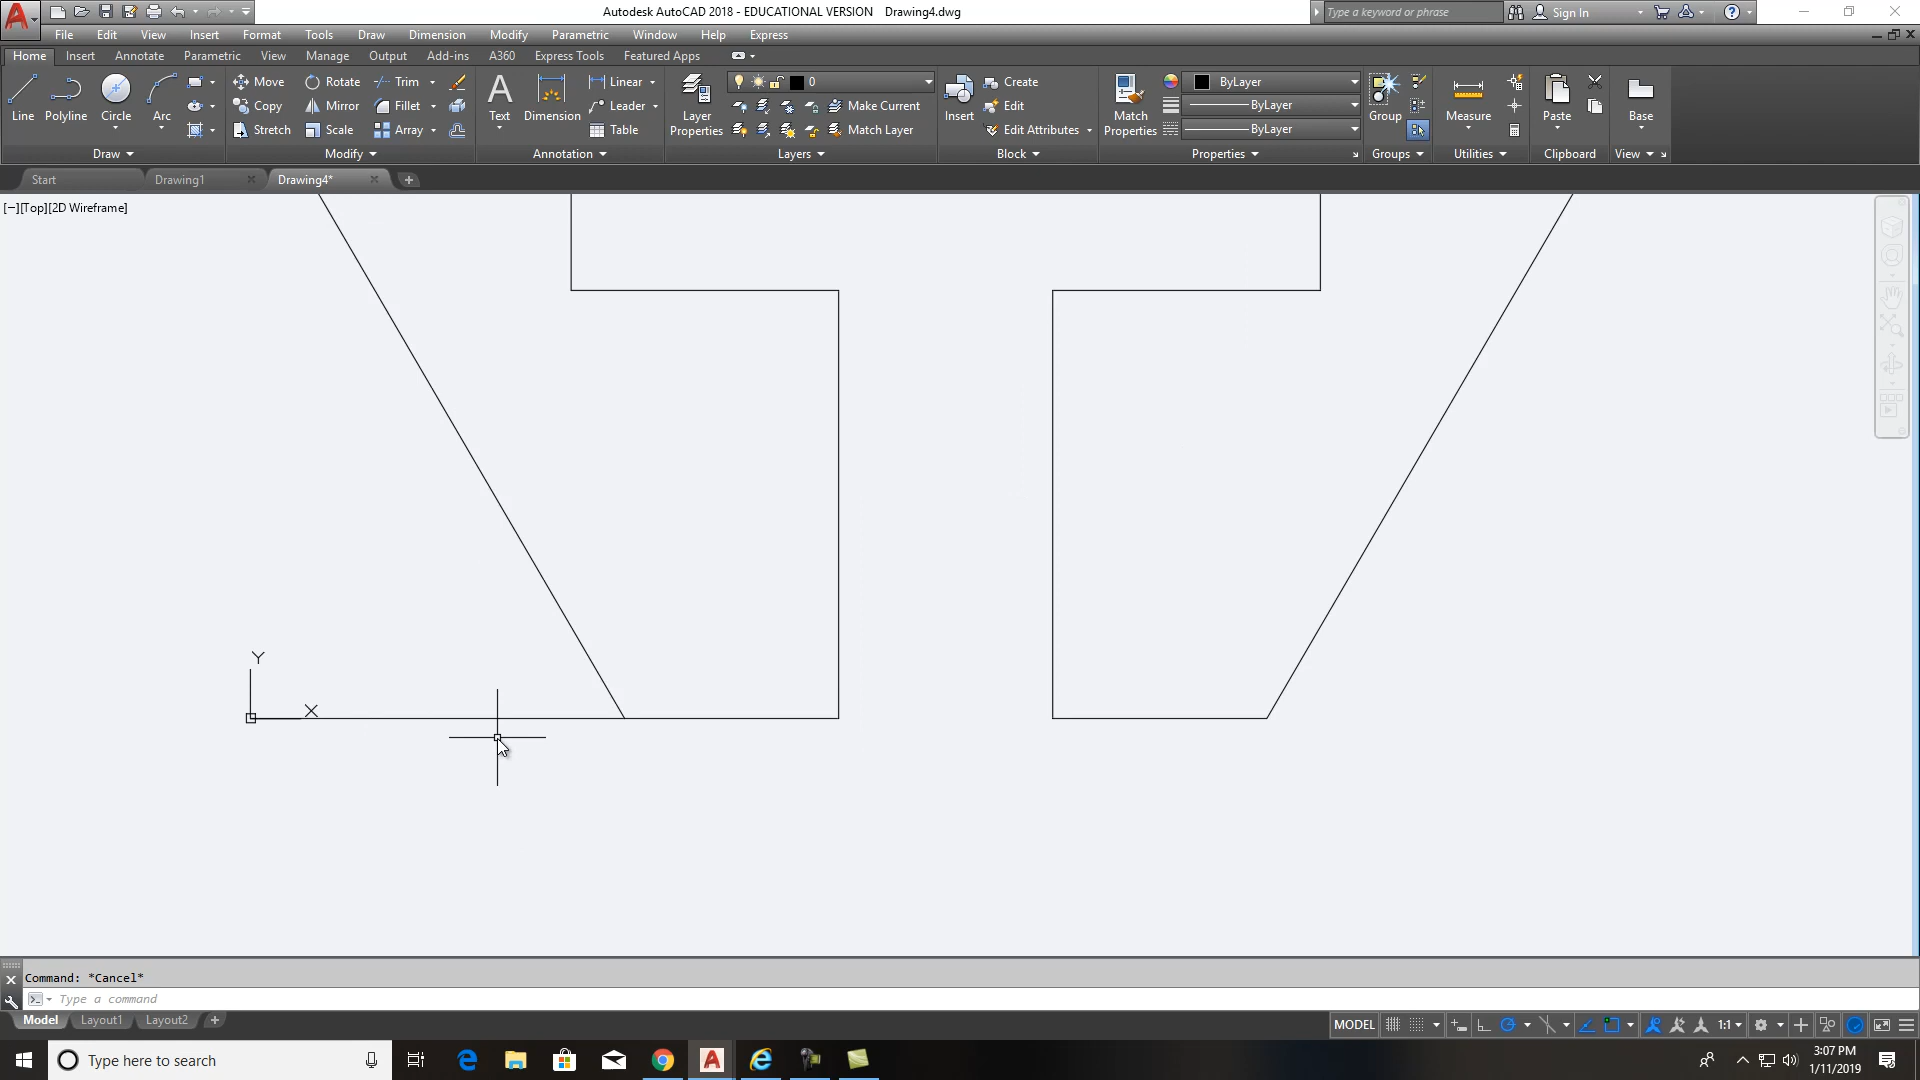 Autodesk AutoCAD 2018 - EDUCATIONAL VERSION Drawing4.dwg
Type a keyword or phrase
Sign In
File Edit View Insert Format Tools Draw Dimension Modify Parametric Window Help Express
Home Insert Annotate Parametric View Manage Output Add-ins A360 Express Tools Featured Apps
Line Polyline Circle Arc
Draw
Move Rotate Trim
Copy Mirror Fillet
Stretch Scale Array
Modify
Text Dimension
Linear
Leader
Table
Annotation
Layer Properties
0
Make Current
Match Layer
Layers
Insert
Create
Edit
Edit Attributes
Block
Match Properties
ByLayer
ByLayer
ByLayer
Properties
Group
Groups
Measure
Utilities
Paste
Clipboard
Base
View
Start Drawing1 Drawing4*
[−][Top][2D Wireframe]
Y
X
Command: *Cancel*
Type a command
Model Layout1 Layout2
MODEL 1:1
Type here to search
3:07 PM
1/11/2019